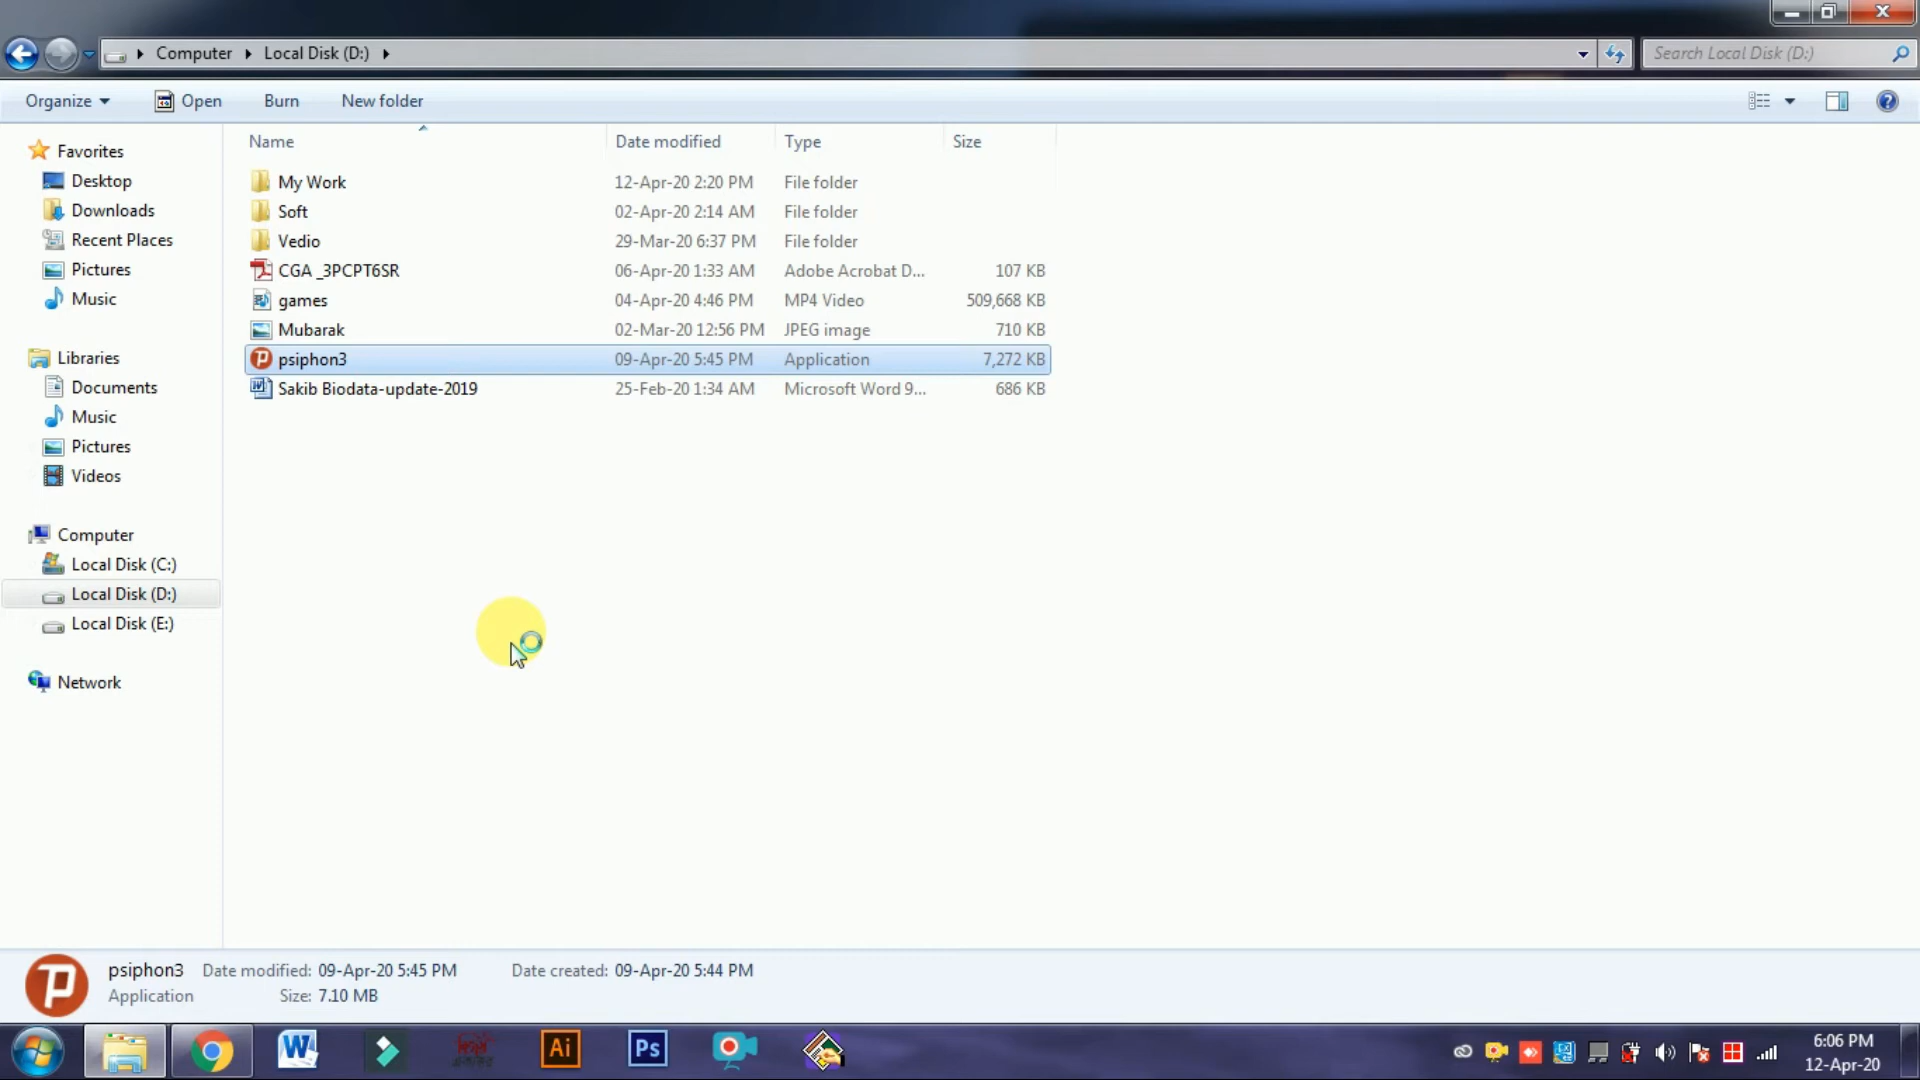 Computer Local Disk (D:)
Search Local Disk (D:)
Organize Open Burn New folder
Name Date modified Type Size
Favorites
Desktop
Downloads
Recent Places
Pictures
Music
Libraries
Documents
Music
Pictures
Videos
Computer
Local Disk (C:)
Local Disk (D:)
Local Disk (E:)
Network
My Work 12-Apr-20 2:20 PM File folder
Soft 02-Apr-20 2:14 AM File folder
Vedio 29-Mar-20 6:37 PM File folder
CGA _3PCPT6SR 06-Apr-20 1:33 AM Adobe Acrobat D... 107 KB
games 04-Apr-20 4:46 PM MP4 Video 509,668 KB
Mubarak 02-Mar-20 12:56 PM JPEG image 710 KB
psiphon3 09-Apr-20 5:45 PM Application 7,272 KB
Sakib Biodata-update-2019 25-Feb-20 1:34 AM Microsoft Word 9... 686 KB
psiphon3 Date modified: 09-Apr-20 5:45 PM Date created: 09-Apr-20 5:44 PM
Application Size: 7.10 MB
W
Ai
Ps
6:06 PM
12-Apr-20